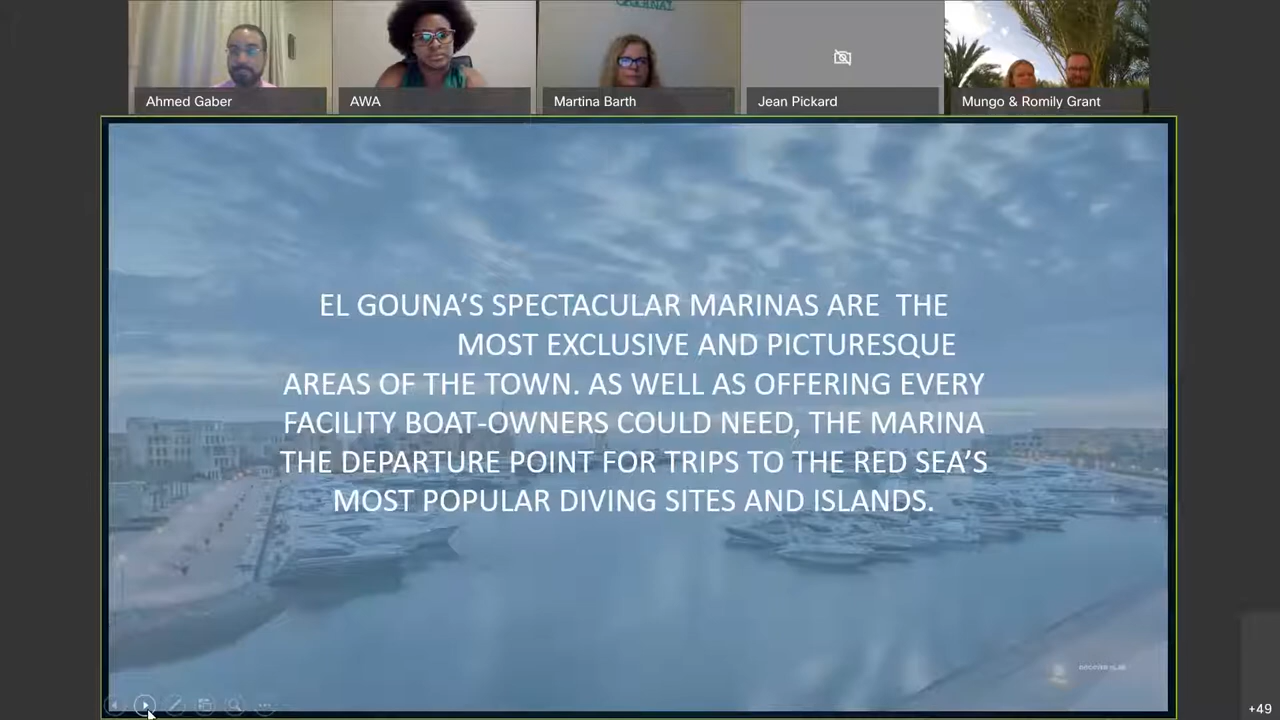 ORIGINAL
Ahmed Gaber
AWA
Martina Barth
Jean Pickard
Mungo & Romily Grant
EL GOUNA’S SPECTACULAR MARINAS ARE  THE
MOST EXCLUSIVE AND PICTURESQUE
AREAS OF THE TOWN. AS WELL AS OFFERING EVERY
FACILITY BOAT-OWNERS COULD NEED, THE MARINA
THE DEPARTURE POINT FOR TRIPS TO THE RED SEA’S
MOST POPULAR DIVING SITES AND ISLANDS.
+49